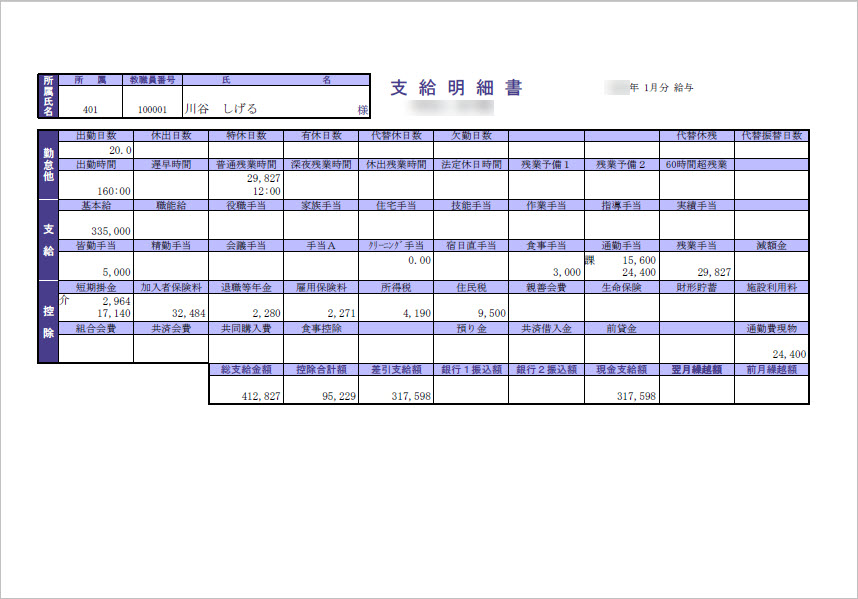 支給明細書
年 1月分 給与
所属氏名
所 属 教職員番号 氏 名
401 100001 川谷 しげる 様
勤怠他
出勤日数 休出日数 特休日数 有休日数 代替休日数 欠勤日数 代替休残 代替振替日数
20.0
出勤時間 遅早時間 普通残業時間 深夜残業時間 休出残業時間 法定休日時間 残業予備1 残業予備2 60時間超残業
29,827
160:00 12:00
支給
基本給 職能給 役職手当 家族手当 住宅手当 技能手当 作業手当 指導手当 実績手当
335,000
皆勤手当 精勤手当 会議手当 手当A クリーニング手当 宿日直手当 食事手当 通勤手当 残業手当 減額金
0.00 課 15,600
5,000 3,000 24,400 29,827
控除
短期掛金 加入者保険料 退職等年金 雇用保険料 所得税 住民税 親善会費 生命保険 財形貯蓄 施設利用料
介 2,964
17,140 32,484 2,280 2,271 4,190 9,500
組合会費 共済会費 共同購入費 食事控除 預り金 共済借入金 前貸金 通勤費現物
24,400
総支給金額 控除合計額 差引支給額 銀行1振込額 銀行2振込額 現金支給額 翌月繰越額 前月繰越額
412,827 95,229 317,598 317,598